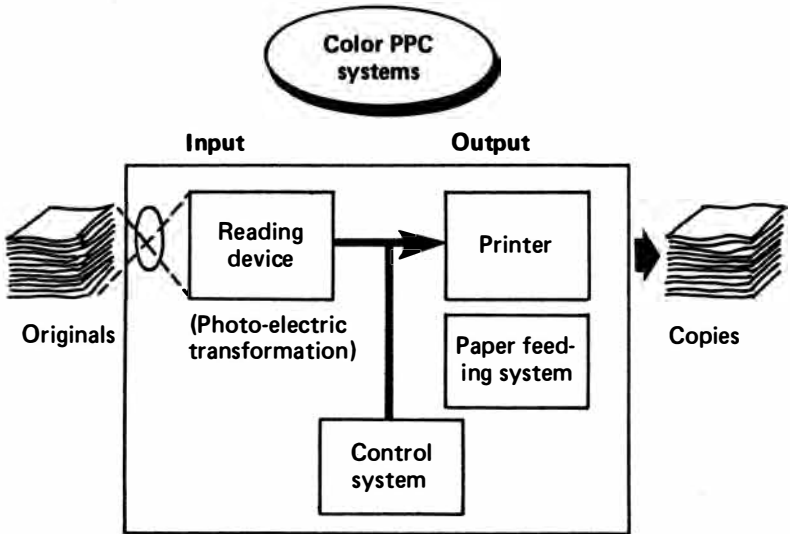 Color PPC
systems
Input
Output
Reading
device
Printer
Originals
(Photo-electric
transformation)
Paper feed-
ing system
Copies
Control
system